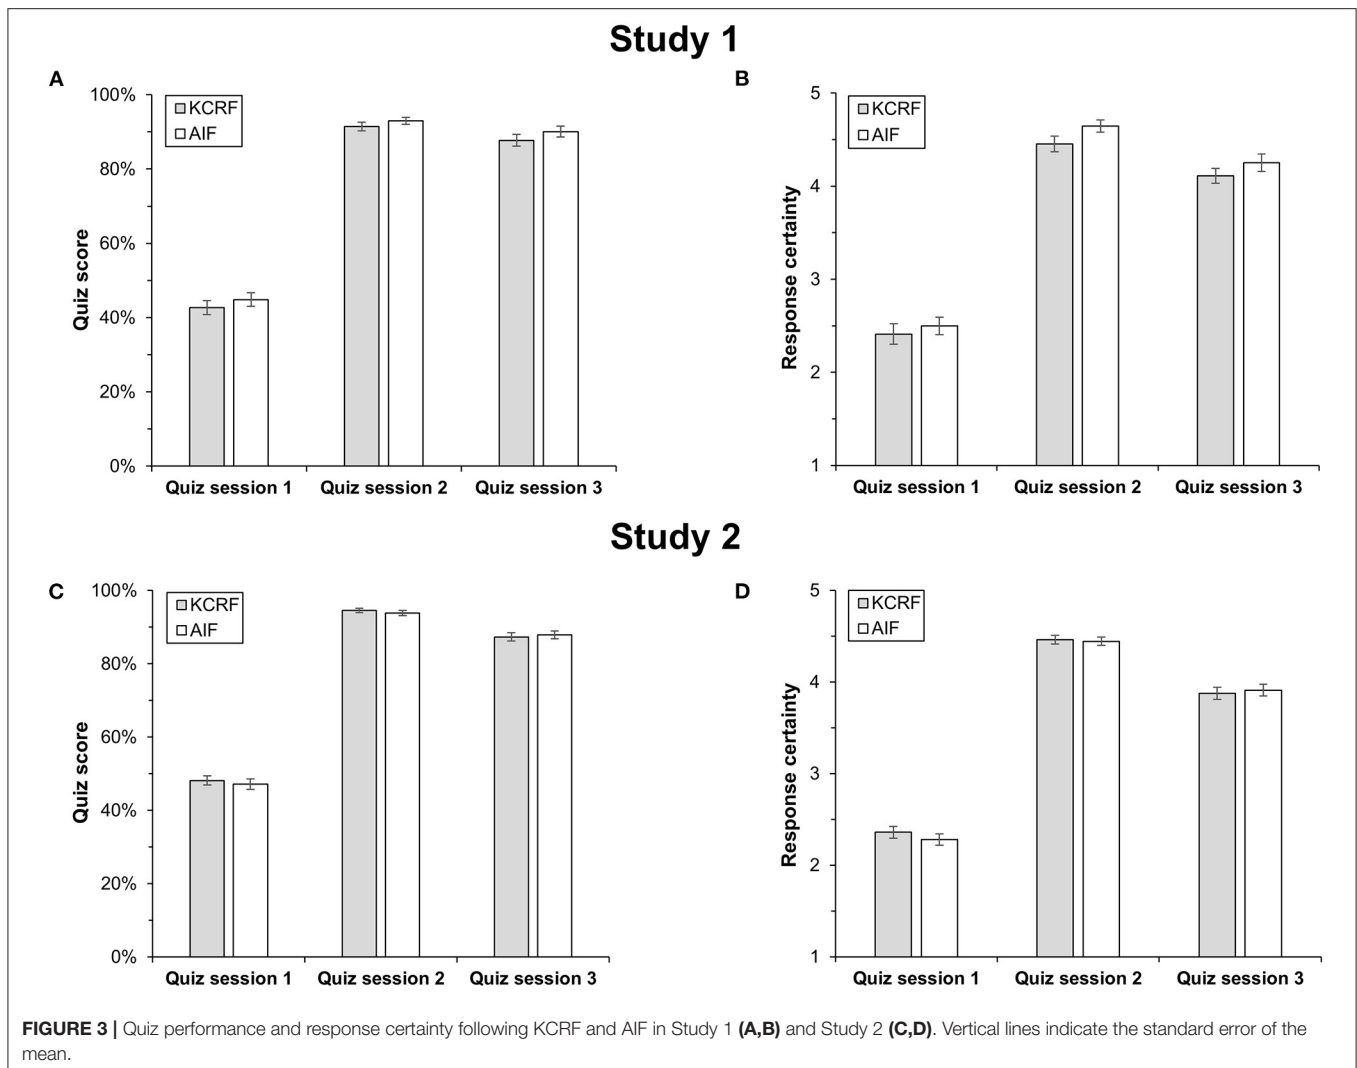 Study 1
A
100%
80%
60%
40%
20%
0%
Quiz score
KCRF
AIF
Quiz session 1
Quiz session 2
Quiz session 3
B
5
4
3
2
1
Response certainty
KCRF
AIF
Quiz session 1
Quiz session 2
Quiz session 3
Study 2
C
100%
80%
60%
40%
20%
0%
Quiz score
KCRF
AIF
Quiz session 1
Quiz session 2
Quiz session 3
D
5
4
3
2
1
Response certainty
KCRF
AIF
Quiz session 1
Quiz session 2
Quiz session 3
FIGURE 3 | Quiz performance and response certainty following KCRF and AIF in Study 1 (A,B) and Study 2 (C,D). Vertical lines indicate the standard error of the
mean.